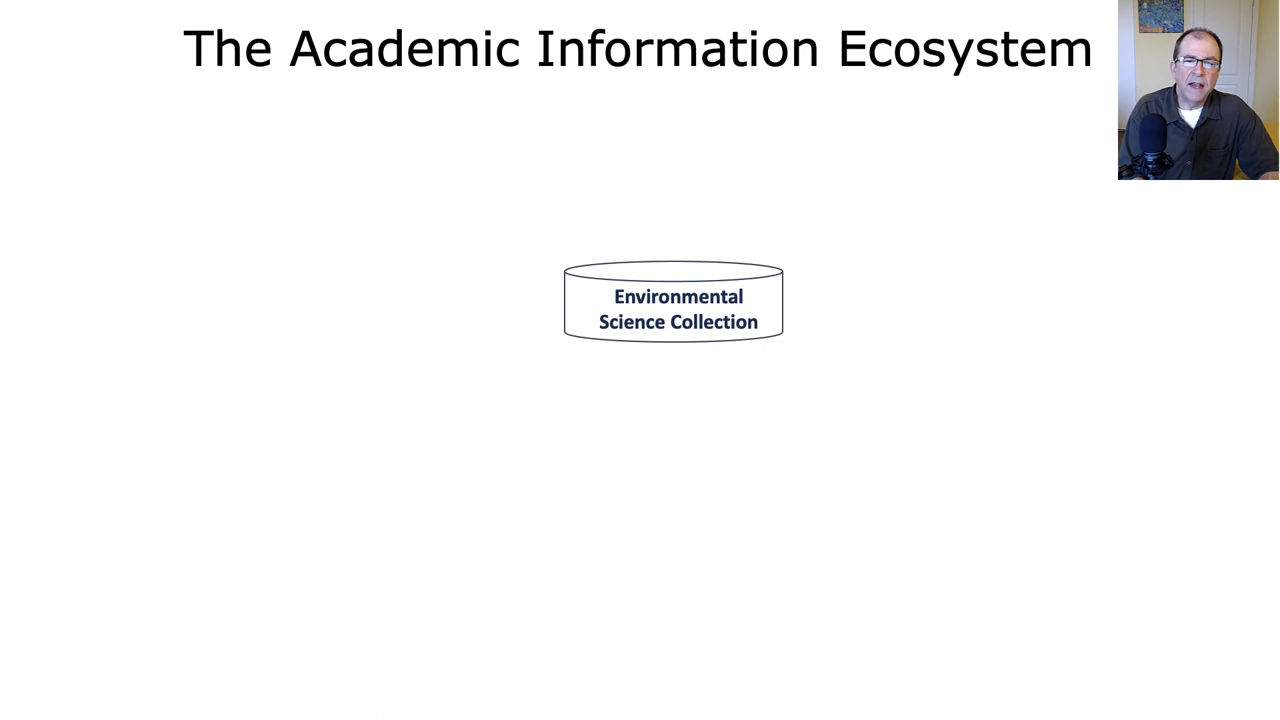 The Academic Information Ecosystem
Environmental
Science Collection